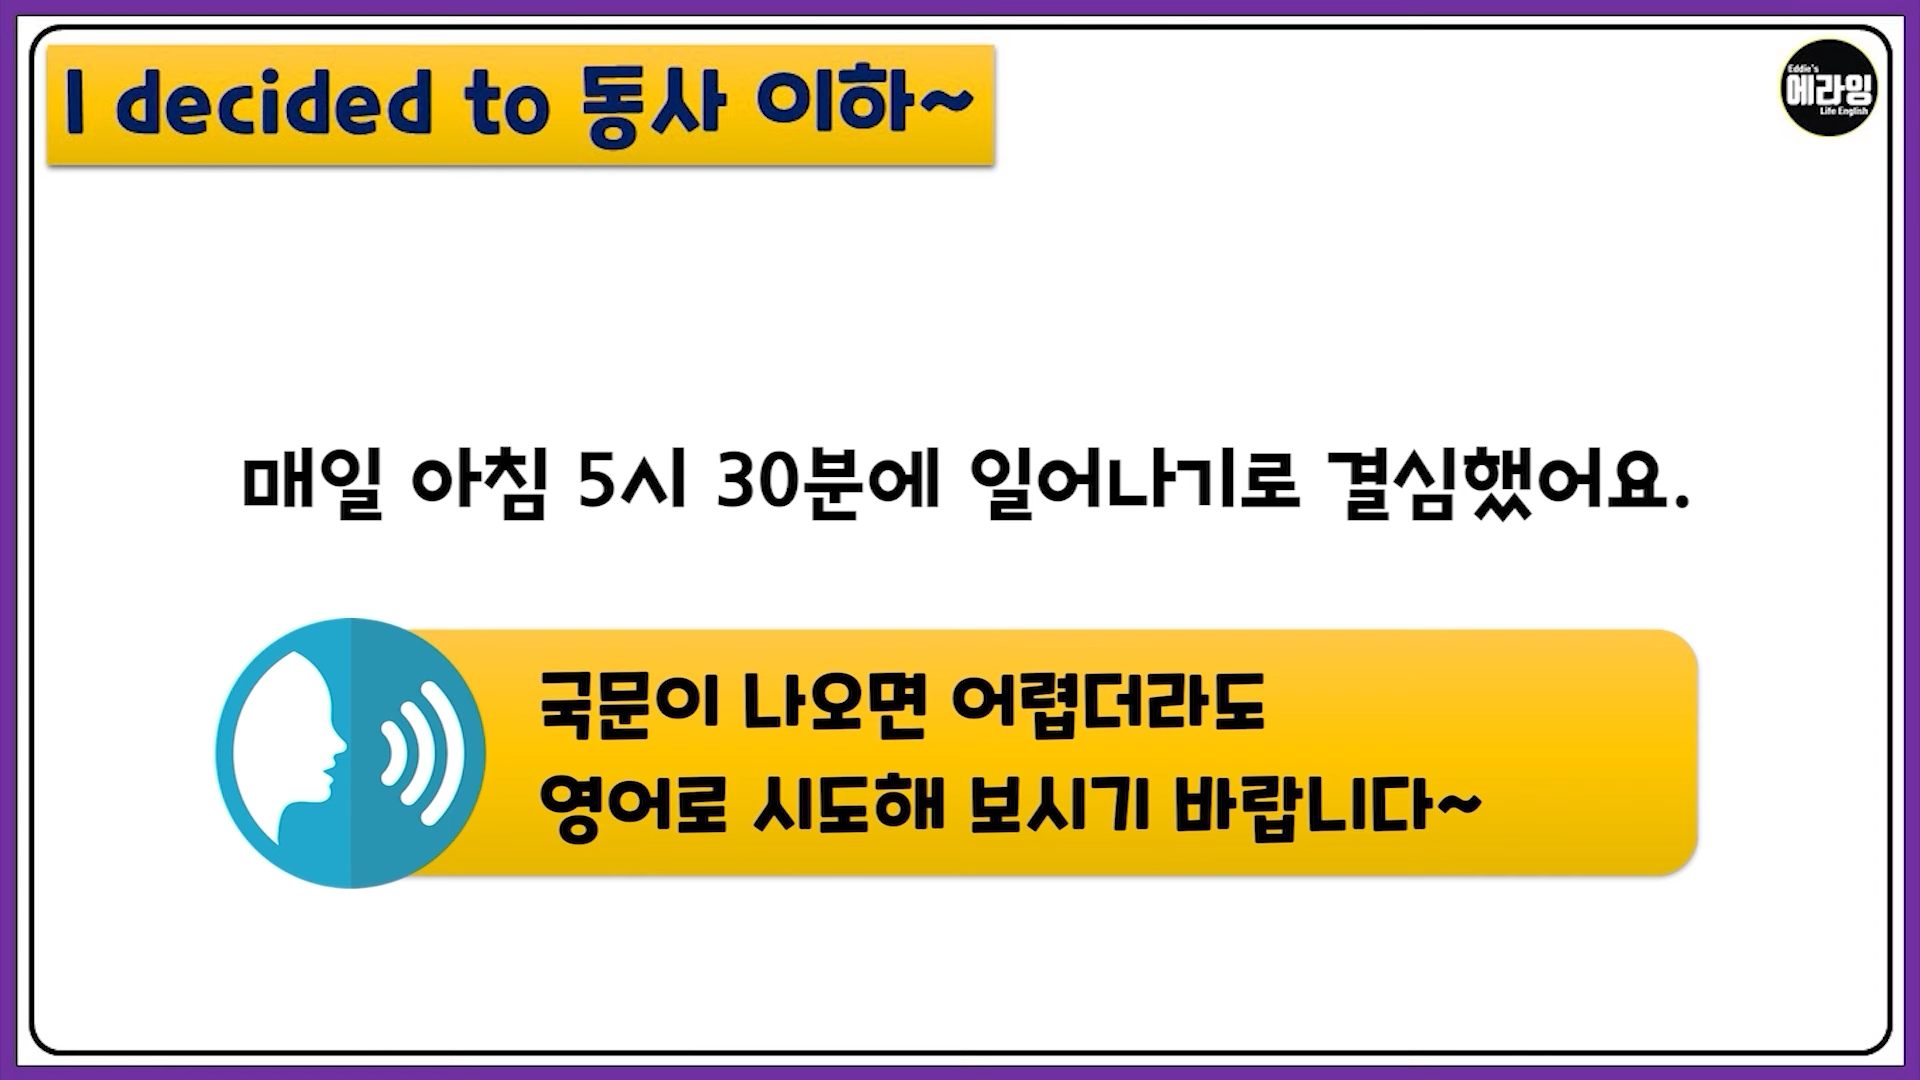 I decided to 동사 이하~
Eddie's
에라잉
Life English
매일 아침 5시 30분에 일어나기로 결심했어요.
국문이 나오면 어렵더라도
영어로 시도해 보시기 바랍니다~